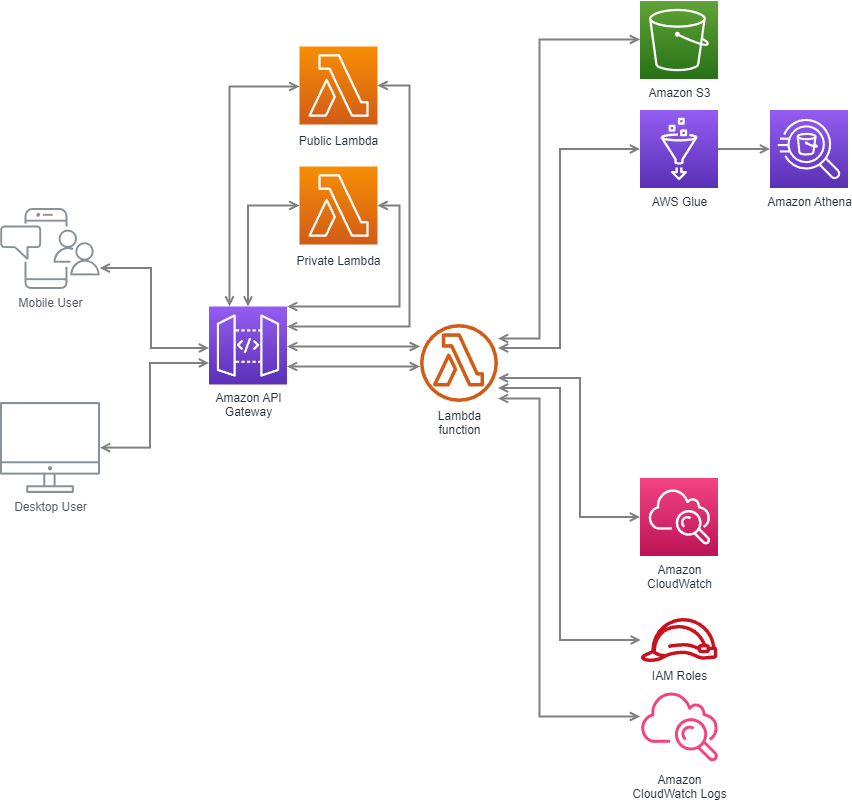 Amazon S3
Public Lambda
AWS Glue
Amazon Athena
Private Lambda
Mobile User
</>
Amazon API
Gateway
Lambda
function
Desktop User
Amazon
CloudWatch
IAM Roles
Amazon
CloudWatch Logs